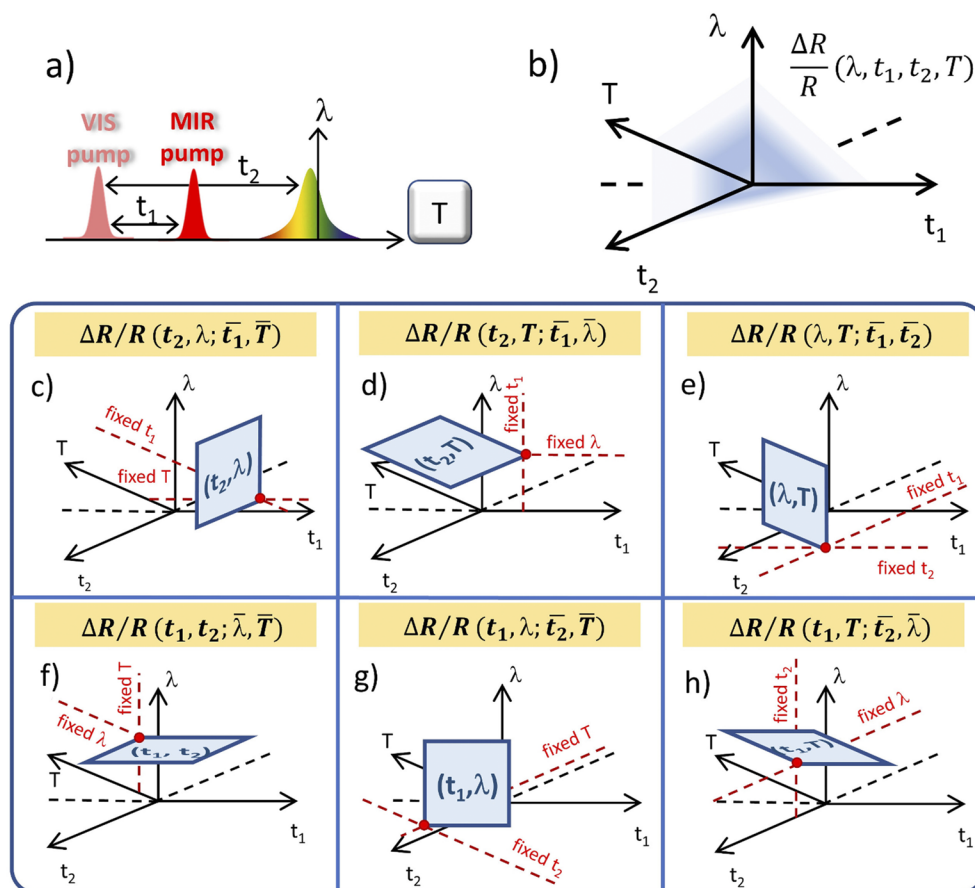 a)
VIS
pump
MIR
pump
λ
t₂
t₁
T
b)
λ
ΔR/R (λ, t₁, t₂, T)
T
t₁
t₂
ΔR/R (t₂, λ; t̅₁, T̅)
c)
λ
fixed t₁
T
fixed T
(t₂,λ)
t₁
t₂
ΔR/R (t₂, T; t̅₁, λ̅)
d)
λ
fixed t₁
(t₂,T)
fixed λ
T
t₁
t₂
ΔR/R (λ, T; t̅₁, t̅₂)
e)
λ
T
fixed t₁
(λ,T)
fixed t₂
t₁
t₂
ΔR/R (t₁, t₂; λ̅, T̅)
f)
fixed T
λ
fixed λ
(t₁, t₂)
T
t₁
t₂
ΔR/R (t₁, λ; t̅₂, T̅)
g)
λ
T
fixed T
(t₁,λ)
fixed t₂
t₁
t₂
ΔR/R (t₁, T; t̅₂, λ̅)
h)
fixed t₂
λ
fixed λ
T
(t₁,T)
t₁
t₂